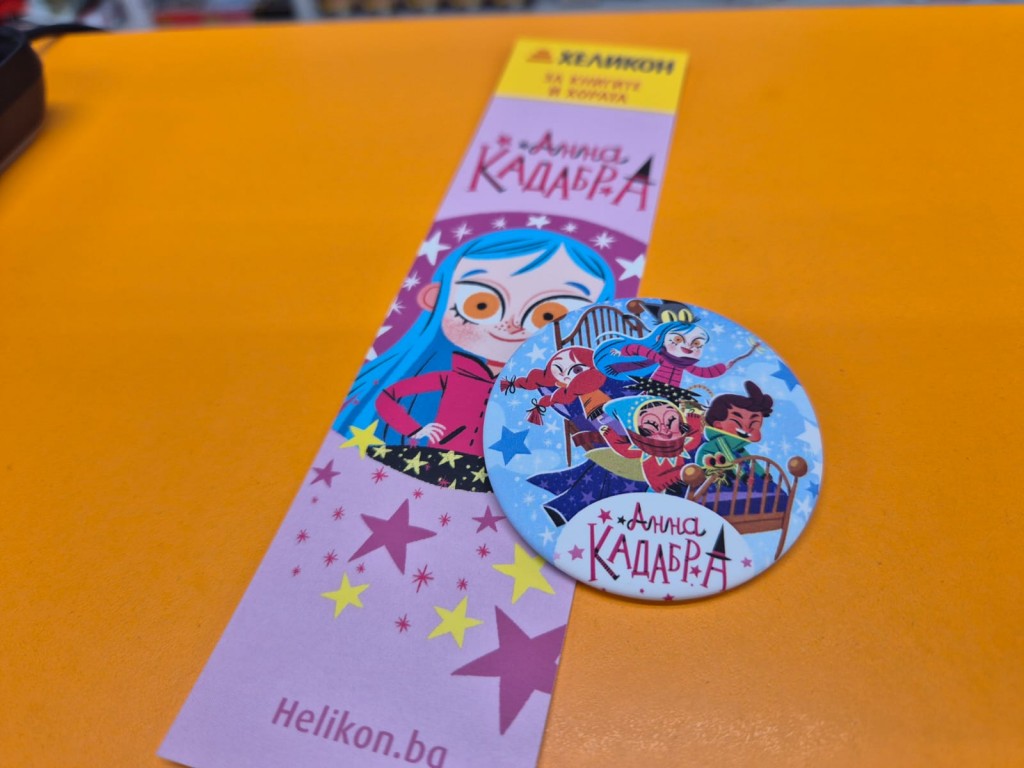 ХЕЛИКОН
ЗА КНИГИТЕ
И ХОРАТА
Анна
КАДАБРА
Helikon.bg
Анна
КАДАБРА